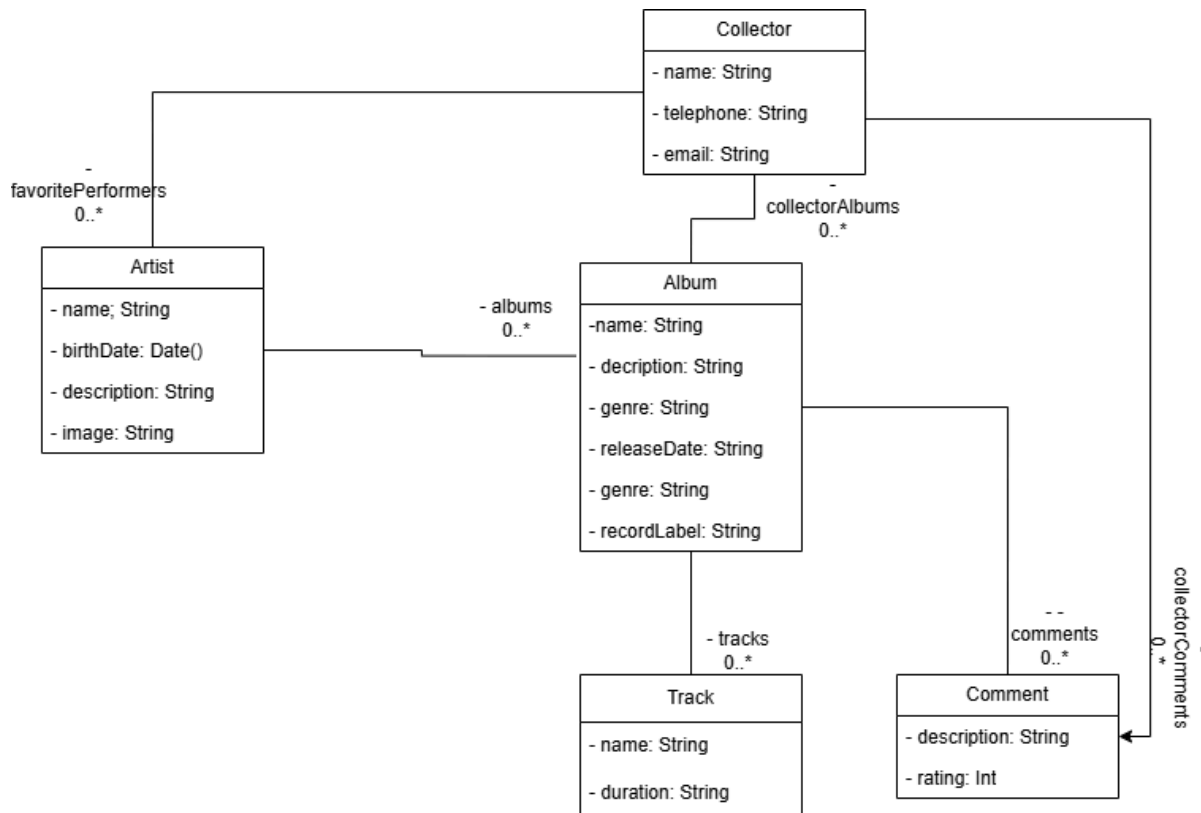 Collector
- name: String
- telephone: String
- email: String
-
favoritePerformers
0..*
-
collectorAlbums
0..*
Artist
- name; String
- birthDate: Date()
- description: String
- image: String
- albums
0..*
Album
-name: String
- decription: String
- genre: String
- releaseDate: String
- genre: String
- recordLabel: String
- tracks
0..*
- -
comments
0..*
-
collectorComments
0..*
Track
- name: String
- duration: String
Comment
- description: String
- rating: Int